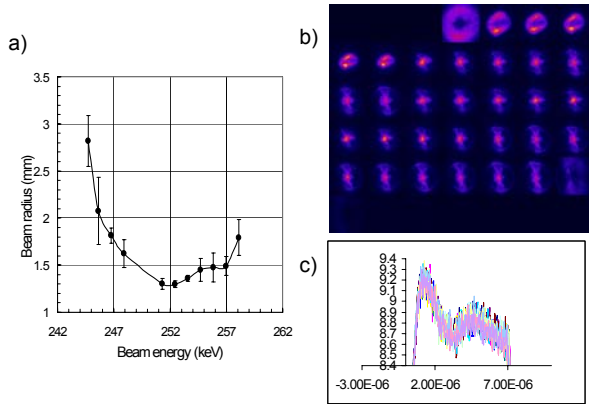 a)
3.5
3
2.5
2
1.5
1
Beam radius (mm)
242 247 252 257 262
Beam energy (keV)
b)
c)
9.4
9.3
9.2
9.1
9
8.9
8.8
8.7
8.6
8.5
8.4
-3.00E-06 2.00E-06 7.00E-06